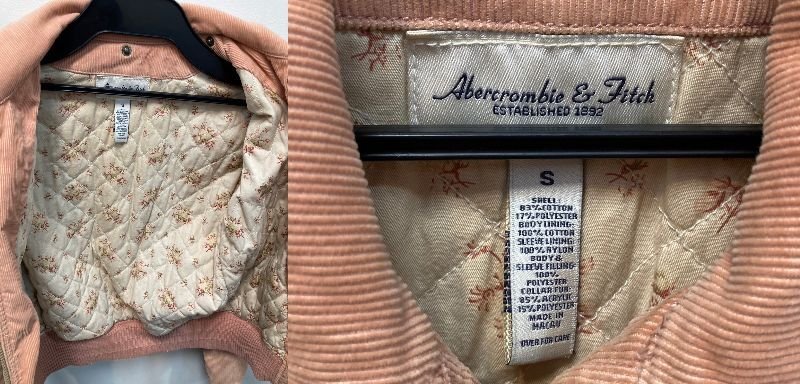 Abercrombie & Fitch
ESTABLISHED 1892
S
SHELL:
83% COTTON
17% POLYESTER
BODY LINING:
100% COTTON
SLEEVE LINING:
100% NYLON
BODY &
SLEEVE FILLING:
100%
POLYESTER
COLLAR FUR:
85% ACRYLIC
15% POLYESTER
MADE IN
MACAU
OVER FOR CARE